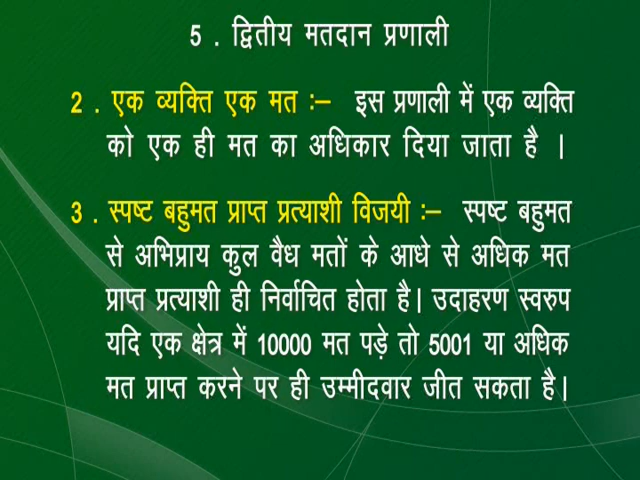 5 . द्वितीय मतदान प्रणाली
2 . एक व्यक्ति एक मत :– इस प्रणाली में एक व्यक्ति
को एक ही मत का अधिकार दिया जाता है ।
3 . स्पष्ट बहुमत प्राप्त प्रत्याशी विजयी :– स्पष्ट बहुमत
से अभिप्राय कुल वैध मतों के आधे से अधिक मत
प्राप्त प्रत्याशी ही निर्वाचित होता है। उदाहरण स्वरुप
यदि एक क्षेत्र में 10000 मत पड़े तो 5001 या अधिक
मत प्राप्त करने पर ही उम्मीदवार जीत सकता है।